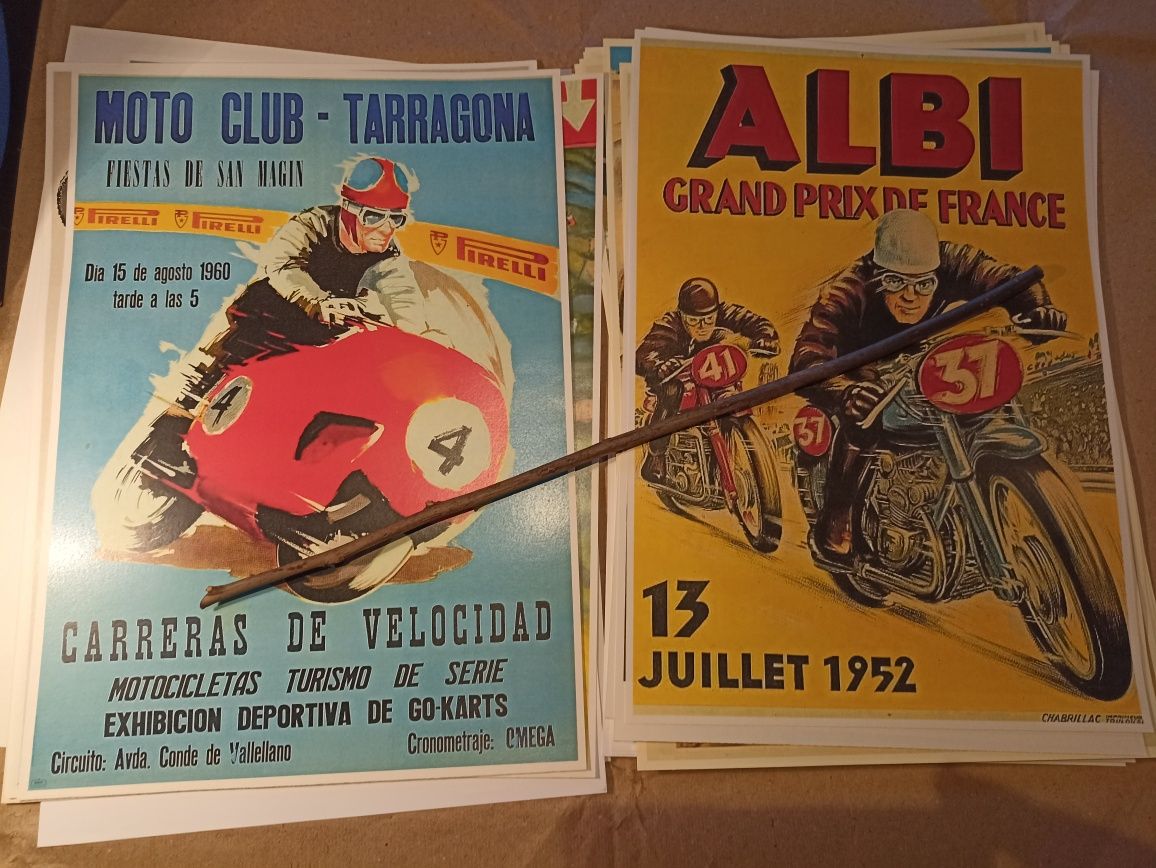 MOTO CLUB - TARRAGONA
FIESTAS DE SAN MAGIN
PIRELLI PIRELLI PIRELLI
Día 15 de agosto 1960
tarde a las 5
4
4
CARRERAS DE VELOCIDAD
MOTOCICLETAS TURISMO DE SERIE
EXHIBICION DEPORTIVA DE GO-KARTS
Circuito: Avda. Conde de Vallellano
Cronometraje: OMEGA
ALBI
GRAND PRIX DE FRANCE
41
37
37
13
JUILLET 1952
CHABRILLAC